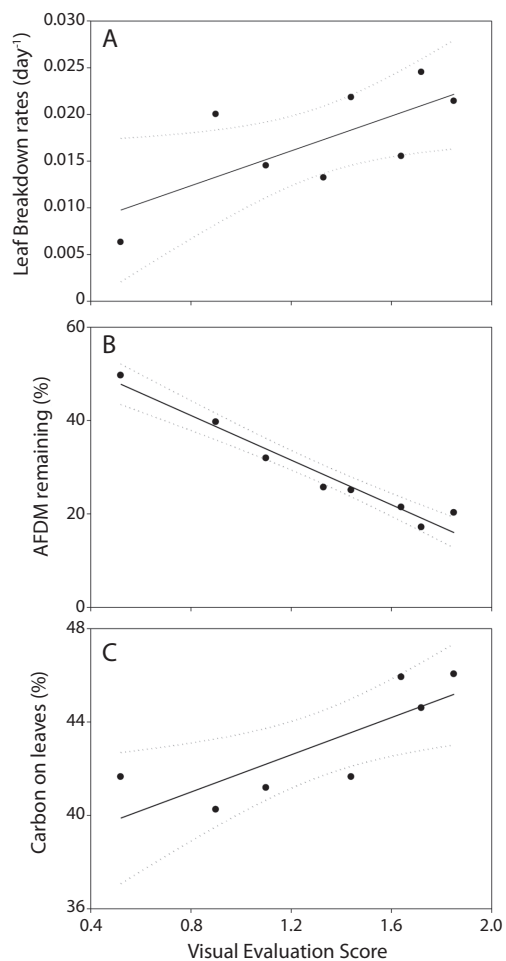 A
Leaf Breakdown rates (day⁻¹)
0.030
0.025
0.020
0.015
0.010
0.005
0
B
AFDM remaining (%)
60
40
20
0
C
Carbon on leaves (%)
48
44
40
36
0.4 0.8 1.2 1.6 2.0
Visual Evaluation Score